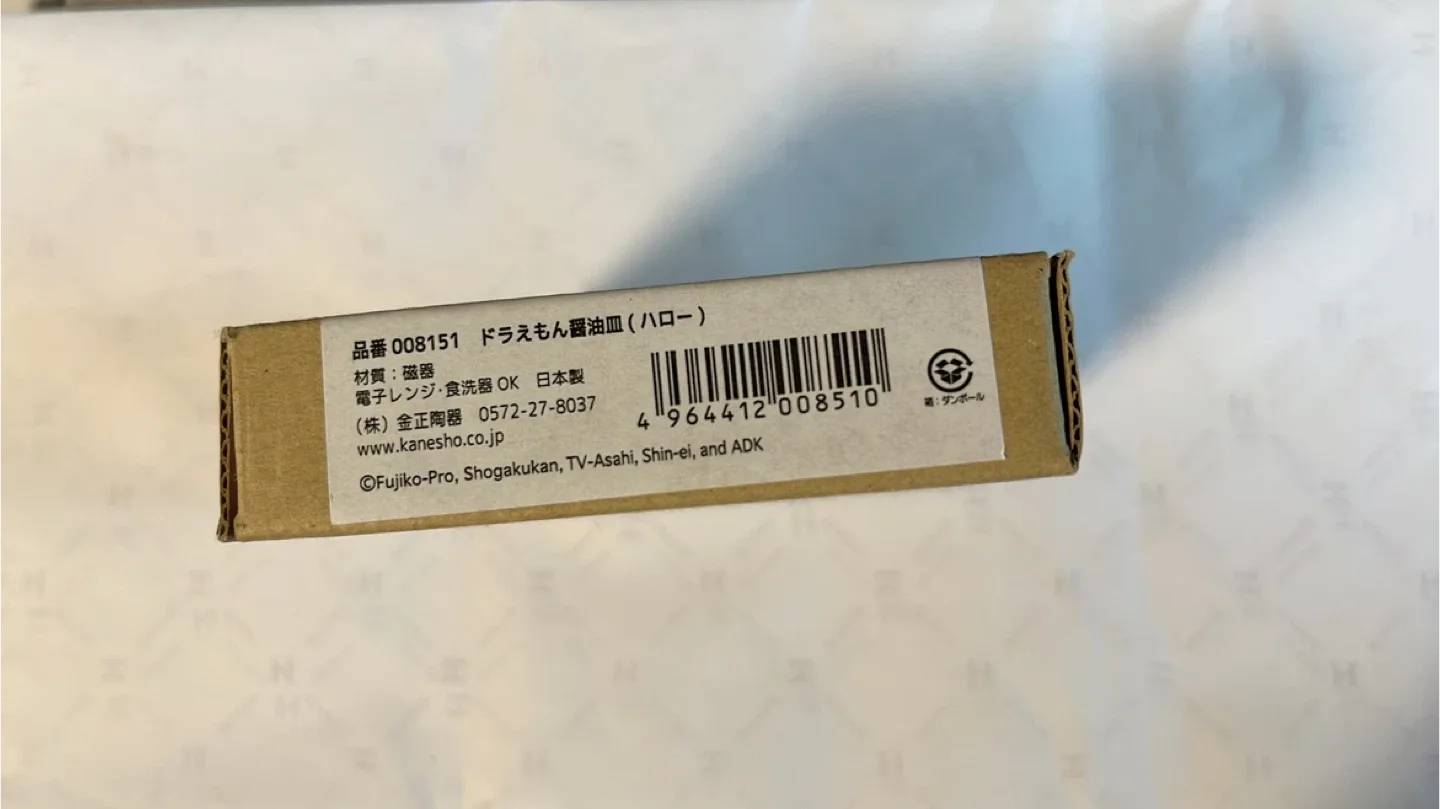 品番 008151 ドラえもん醤油皿 ( ハロー )
材質：磁器
電子レンジ･食洗器 OK 日本製
（株）金正陶器 0572-27-8037
www.kanesho.co.jp
©Fujiko-Pro, Shogakukan, TV-Asahi, Shin-ei, and ADK
4 964412 008510
箱：ダンボール